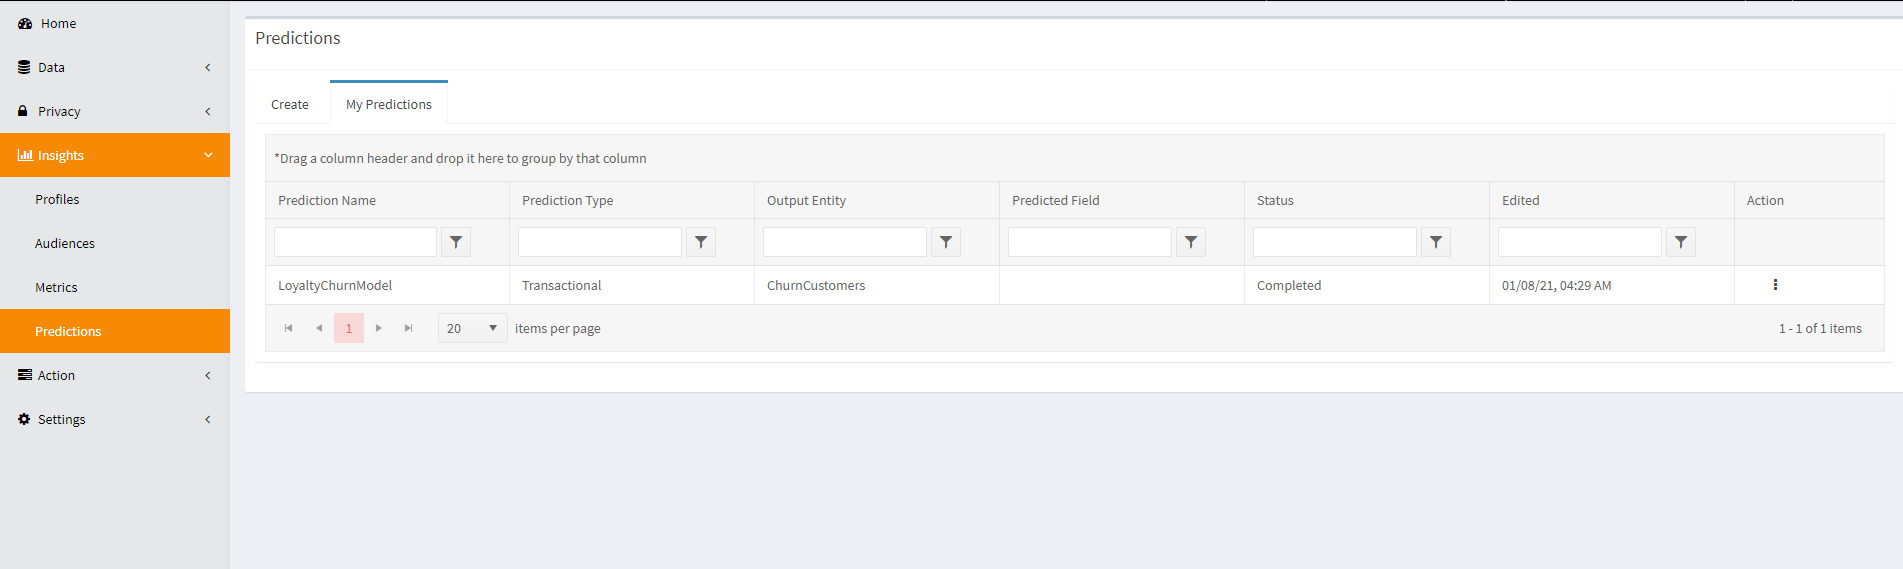 Home
Data
Privacy
Insights
Profiles
Audiences
Metrics
Predictions
Action
Settings
Predictions
Create My Predictions
*Drag a column header and drop it here to group by that column
Prediction Name Prediction Type Output Entity Predicted Field Status Edited Action
LoyaltyChurnModel Transactional ChurnCustomers Completed 01/08/21, 04:29 AM
1 20 items per page 1 - 1 of 1 items